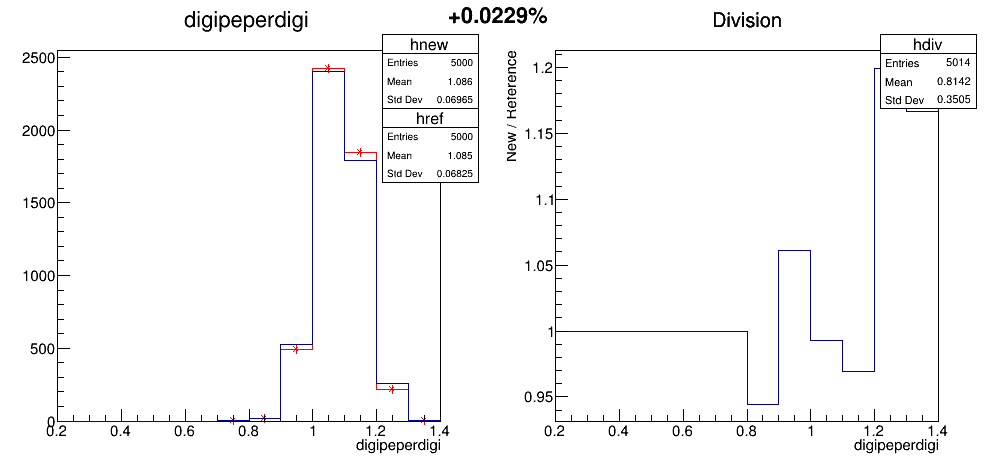 digipeperdigi
+0.0229%
Division
hnew
Entries 5000
Mean 1.086
Std Dev 0.06965
href
Entries 5000
Mean 1.085
Std Dev 0.06825
2500
2000
1500
1000
500
0
0.2 0.4 0.6 0.8 1 1.2 1.4
digipeperdigi
hdiv
Entries 5014
Mean 0.8142
Std Dev 0.3505
New / Reference
1.2
1.15
1.1
1.05
1
0.95
0.2 0.4 0.6 0.8 1 1.2 1.4
digipeperdigi